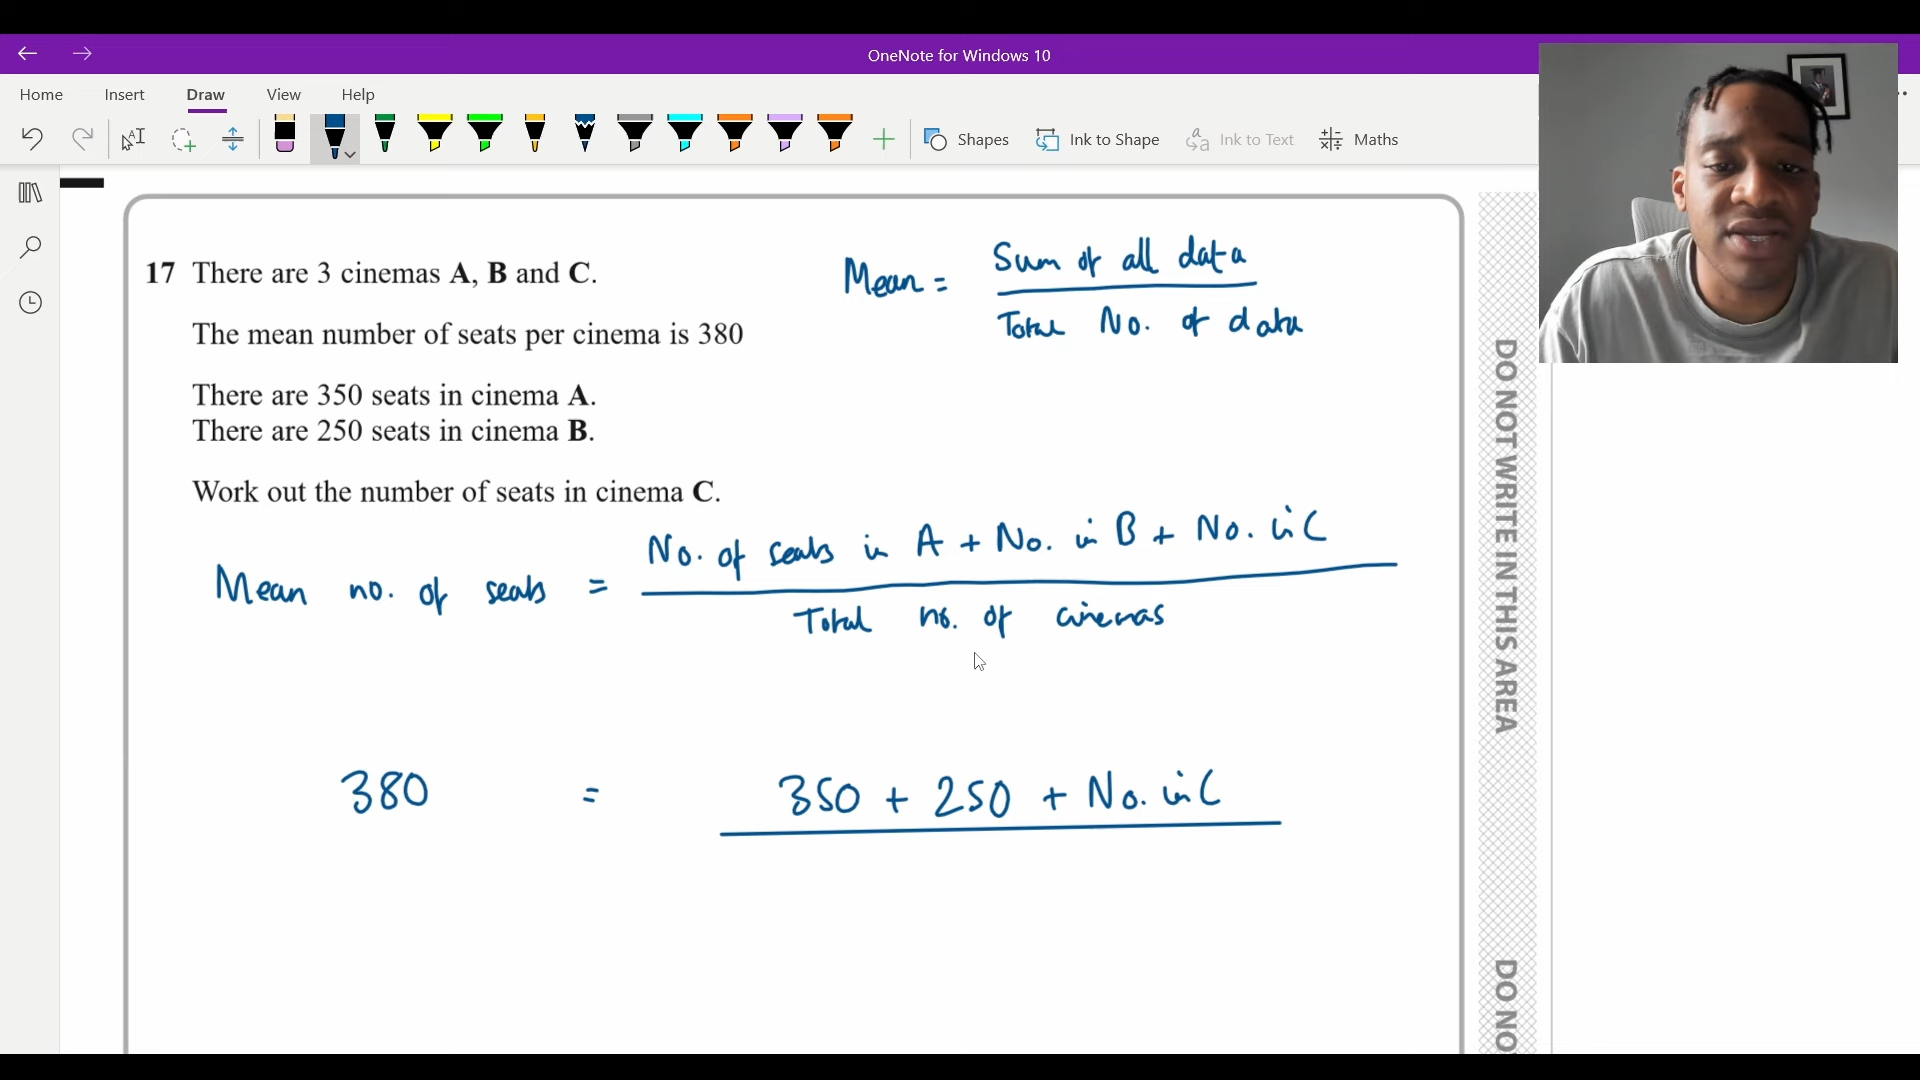 OneNote for Windows 10
Home Insert Draw View Help
Shapes Ink to Shape Ink to Text Maths
17 There are 3 cinemas A, B and C.
The mean number of seats per cinema is 380
There are 350 seats in cinema A.
There are 250 seats in cinema B.
Work out the number of seats in cinema C.
Mean = Sum of all data
Total No. of data
Mean no. of seats = No. of seats in A + No. in B + No. in C
Total no. of cinemas
380 = 350 + 250 + No. in C
DO NOT WRITE IN THIS AREA
DO NO